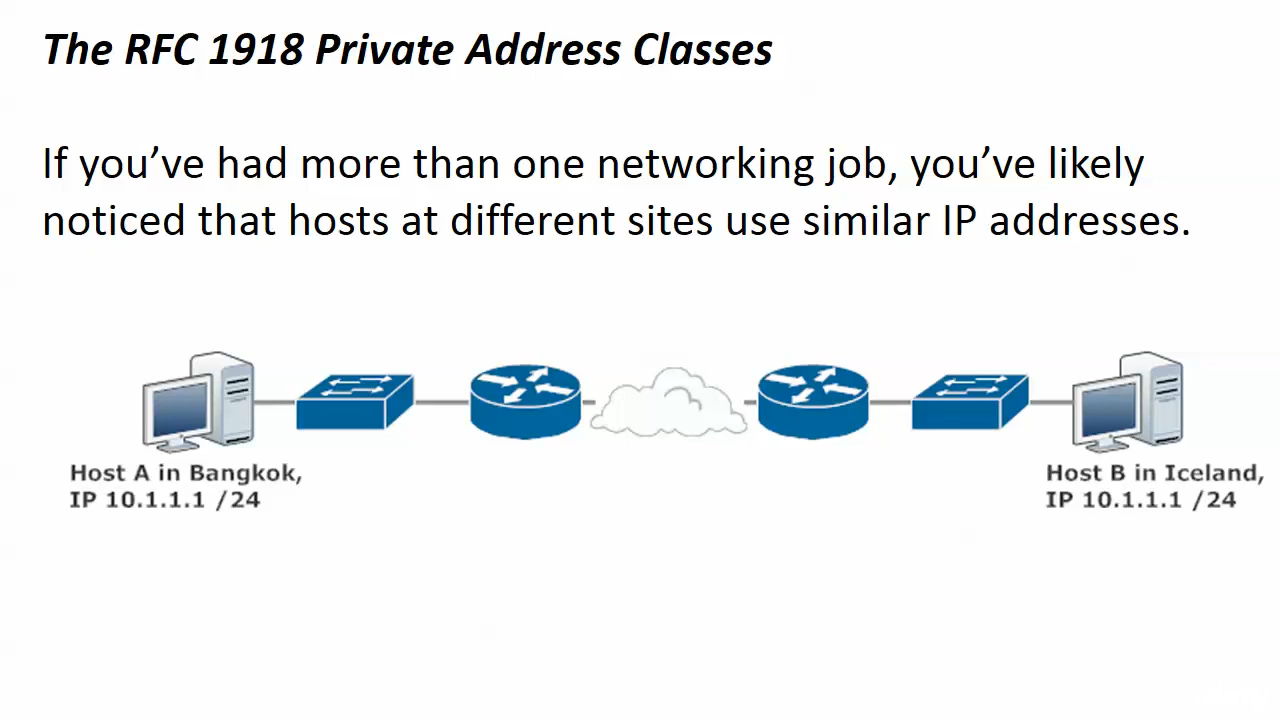 The RFC 1918 Private Address Classes
If you’ve had more than one networking job, you’ve likely
noticed that hosts at different sites use similar IP addresses.
Host A in Bangkok,
IP 10.1.1.1 /24
Host B in Iceland,
IP 10.1.1.1 /24